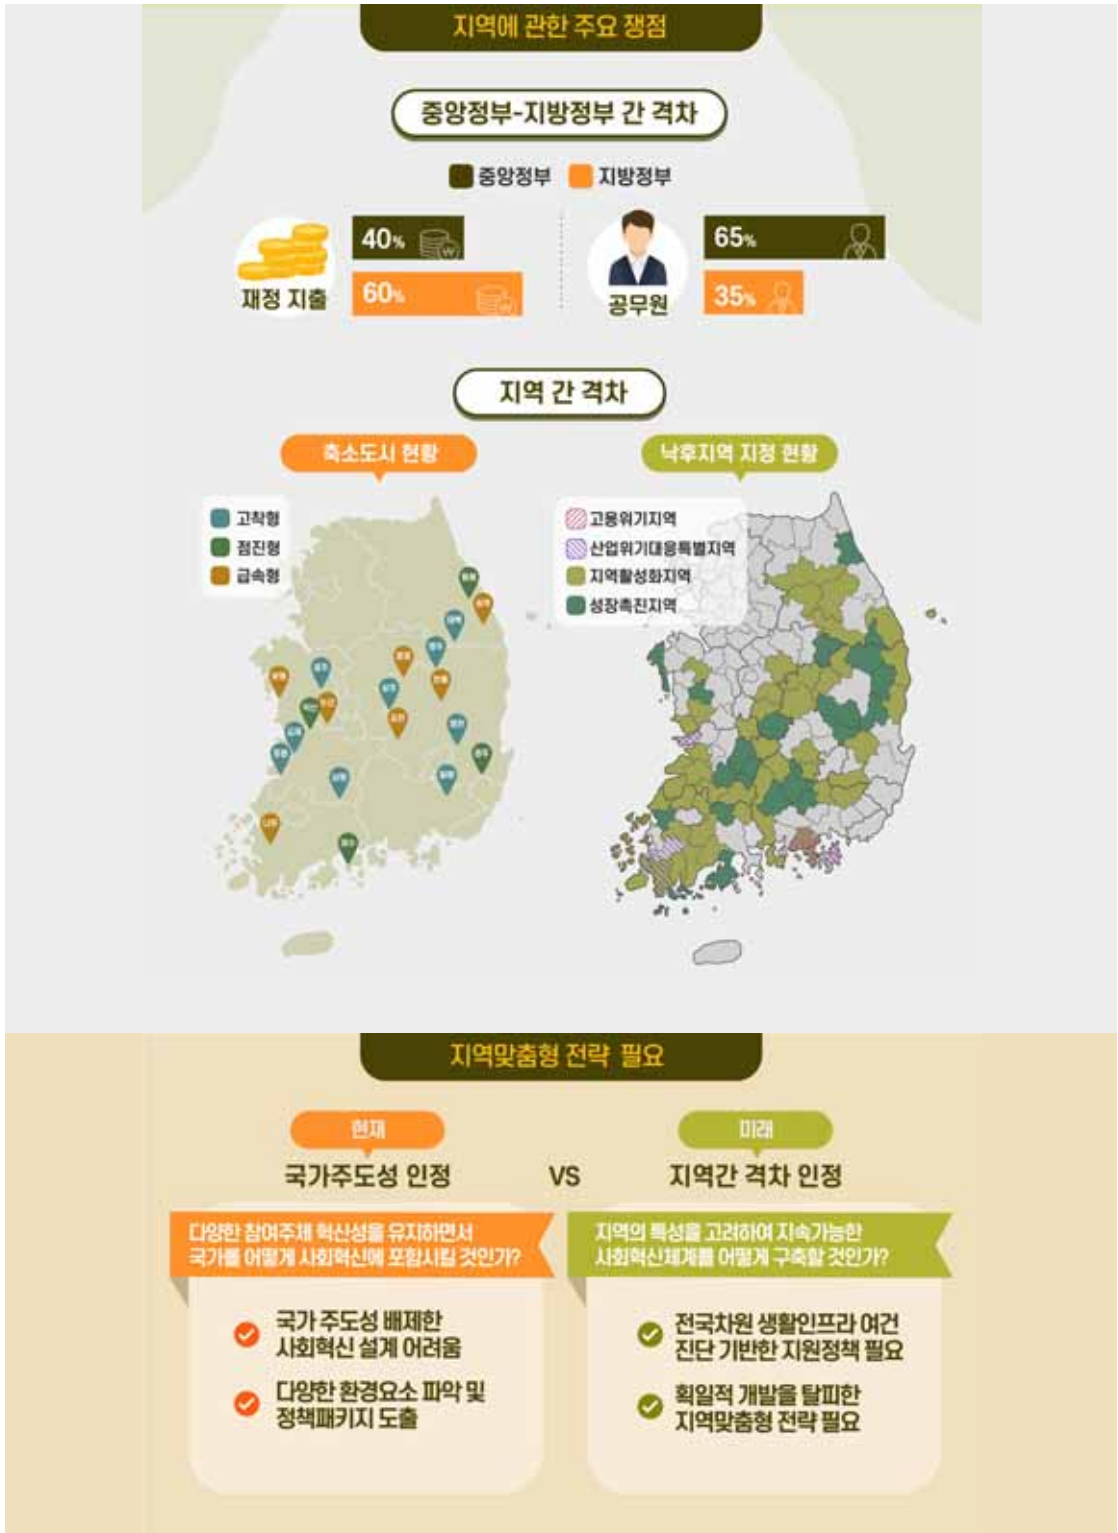 지역에 관한 주요 쟁점
중앙정부-지방정부 간 격차
중앙정부 지방정부
재정 지출
40%
60%
공무원
65%
35%
지역 간 격차
축소도시 현황
고착형
점진형
급속형
낙후지역 지정 현황
고용위기지역
산업위기대응특별지역
지역활성화지역
성장촉진지역
지역맞춤형 전략 필요
현재
국가주도성 인정
VS
미래
지역간 격차 인정
다양한 참여주체 혁신성을 유지하면서
국가를 어떻게 사회혁신에 포함시킬 것인가?
국가 주도성 배제한
사회혁신 설계 어려움
다양한 환경요소 파악 및
정책패키지 도출
지역의 특성을 고려하여 지속가능한
사회혁신체계를 어떻게 구축할 것인가?
전국차원 생활인프라 여건
진단 기반한 지원정책 필요
획일적 개발을 탈피한
지역맞춤형 전략 필요